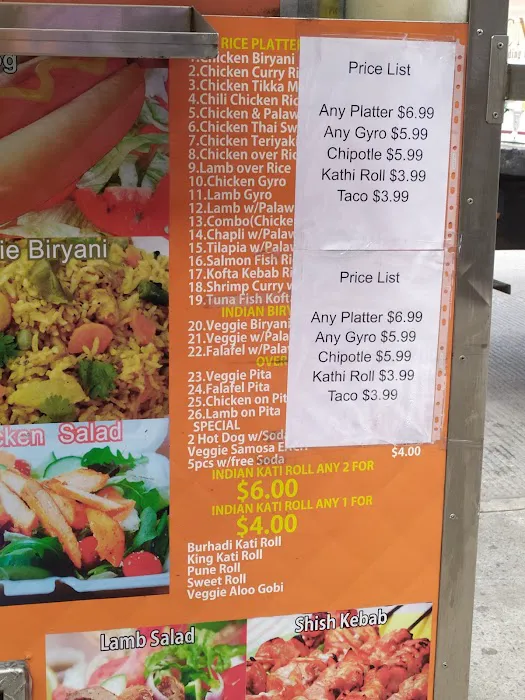 g
ie Biryani
cken Salad
RICE PLATTE
1.Chicken Biryani
2.Chicken Curry Ri
3.Chicken Tikka M
4.Chili Chicken Ric
5.Chicken & Palaw
6.Chicken Thai Sw
7.Chicken Teriyaki
8.Chicken over Ric
9.Lamb over Rice
10.Chicken Gyro
11.Lamb Gyro
12.Lamb w/Palaw
13.Combo(Chicke
14.Chapli w/Palaw
15.Tilapia w/Palaw
16.Salmon Fish Ric
17.Kofta Kebab Ri
18.Shrimp Curry w
19.Tuna Fish Kofta
INDIAN BIRY
20.Veggie Biryani
21.Veggie w/Pala
22.Falafel w/Pala
OVER
23.Veggie Pita
24.Falafel Pita
25.Chicken on Pit
26.Lamb on Pita
SPECIAL
2 Hot Dog w/Soda
Veggie Samosa
5pcs w/free Soda
$4.00
INDIAN KATI ROLL ANY 2 FOR
$6.00
INDIAN KATI ROLL ANY 1 FOR
$4.00
Burhadi Kati Roll
King Kati Roll
Pune Roll
Sweet Roll
Veggie Aloo Gobi
Price List
Any Platter $6.99
Any Gyro $5.99
Chipotle $5.99
Kathi Roll $3.99
Taco $3.99
Price List
Any Platter $6.99
Any Gyro $5.99
Chipotle $5.99
Kathi Roll $3.99
Taco $3.99
Lamb Salad
Shish Kebab